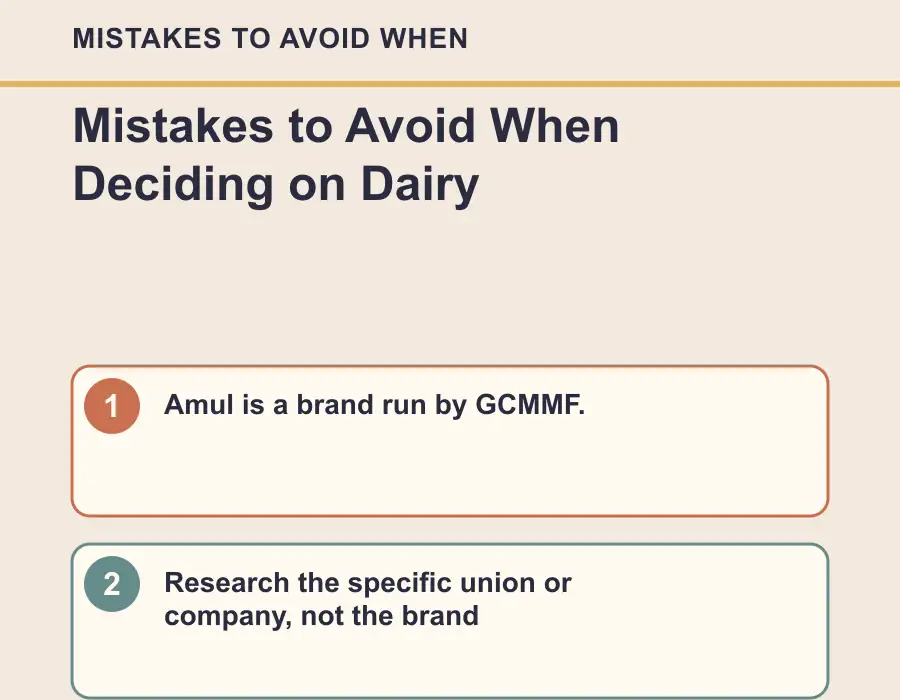 MISTAKES TO AVOID WHEN
Mistakes to Avoid When
Deciding on Dairy
1
Amul is a brand run by GCMMF.
2
Research the specific union or
company, not the brand